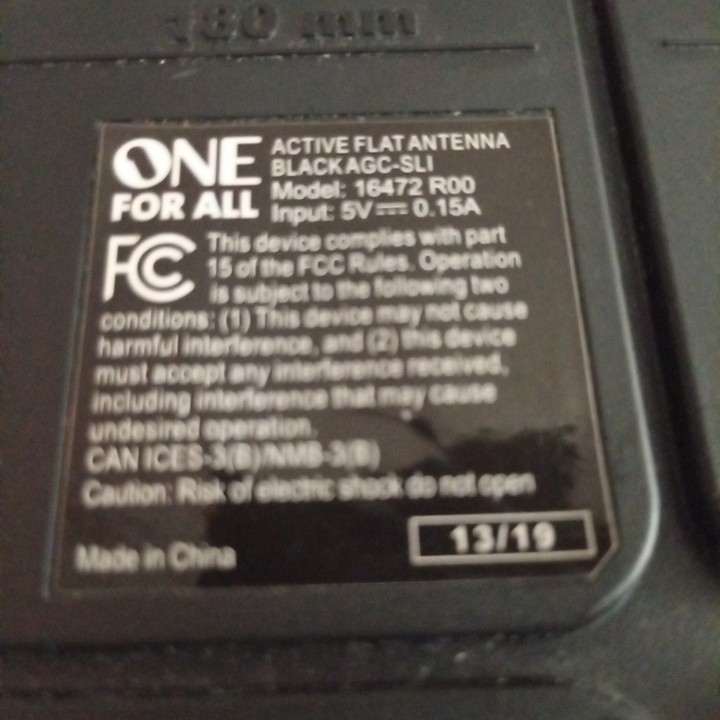 180 mm
ONE
FOR ALL
ACTIVE FLAT ANTENNA
BLACK AGC-SLI
Model: 16472 R00
Input: 5V ⎓ 0.15A
FC This device complies with part
15 of the FCC Rules. Operation
is subject to the following two
conditions: (1) This device may not cause
harmful interference, and (2) this device
must accept any interference received,
including interference that may cause
undesired operation.
CAN ICES-3(B)/NMB-3(B)
Caution: Risk of electric shock do not open
Made in China
13/19